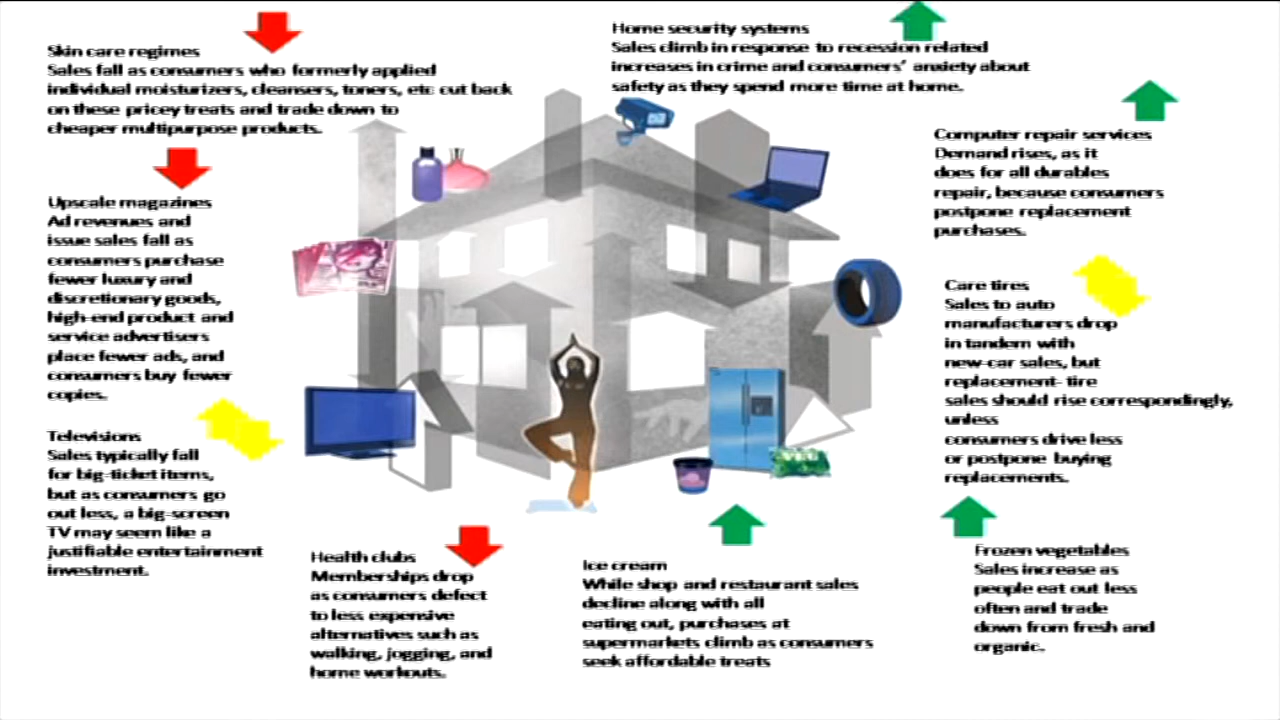 Skin care regimes
Sales fall as consumers who formerly applied
individual moisturizers, cleansers, toners, etc cut back
on these pricey treats and trade down to
cheaper multipurpose products.
Home security systems
Sales climb in response to recession related
increases in crime and consumers' anxiety about
safety as they spend more time at home.
Computer repair services
Demand rises, as it
does for all durables
repair, because consumers
postpone replacement
purchases.
Upscale magazines
Ad revenues and
issue sales fall as
consumers purchase
fewer luxury and
discretionary goods,
high-end product and
service advertisers
place fewer ads, and
consumers buy fewer
copies.
Care tires
Sales to auto
manufacturers drop
in tandem with
new-car sales, but
replacement- tire
sales should rise correspondingly,
unless
consumers drive less
or postpone buying
replacements.
Televisions
Sales typically fall
for big-ticket items,
but as consumers go
out less, a big-screen
TV may seem like a
justifiable entertainment
investment.
Health clubs
Memberships drop
as consumers defect
to less expensive
alternatives such as
walking, jogging, and
home workouts.
Ice cream
While shop and restaurant sales
decline along with all
eating out, purchases at
supermarkets climb as consumers
seek affordable treats
Frozen vegetables
Sales increase as
people eat out less
often and trade
down from fresh and
organic.